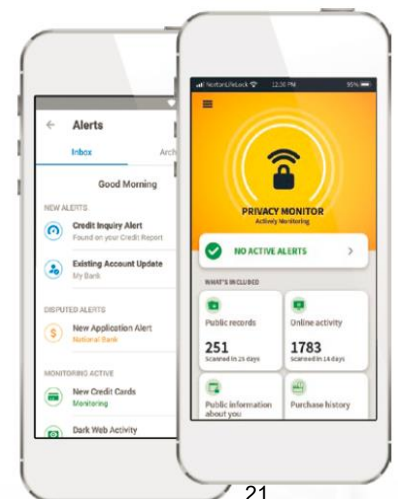 Alerts
Inbox
Arch
Good Morning
NEW ALERTS
Credit Inquiry Alert
Found on your Credit Report
Existing Account Update
My Bank
DISPUTED ALERTS
New Application Alert
National Bank
MONITORING ACTIVE
New Credit Cards
Monitoring
Dark Web Activity
NortonLifeLock 12:30 PM 95%
PRIVACY MONITOR
Actively Monitoring
NO ACTIVE ALERTS
WHAT'S INCLUDED
Public records
251
Scanned in 25 days
Online activity
1783
Scanned in 14 days
Public information
about you
Purchase history
21